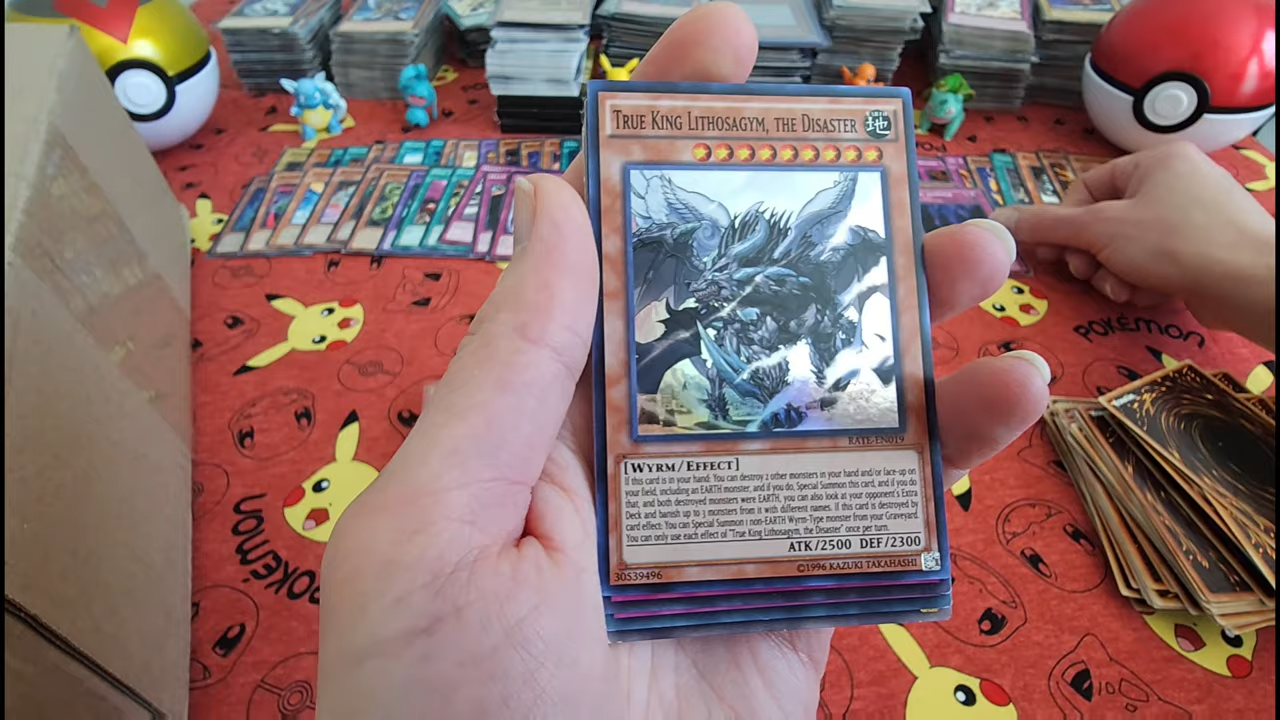 TRUE KING LITHOSAGYM, THE DISASTER
地
RATE-EN019
[WYRM/EFFECT]
If this card is in your hand: You can destroy 2 other monsters in your hand and/or face-up on
your field, including an EARTH monster, and if you do, Special Summon this card, and if you do
that, and both destroyed monsters were EARTH, you can also look at your opponent's Extra
Deck and banish up to 3 monsters from it with different names. If this card is destroyed by
card effect: You can Special Summon 1 non-EARTH Wyrm-Type monster from your Graveyard.
You can only use each effect of "True King Lithosagym, the Disaster" once per turn.
ATK/2500 DEF/2300
30539496
©1996 KAZUKI TAKAHASHI
POKÉMON
POKÉMON